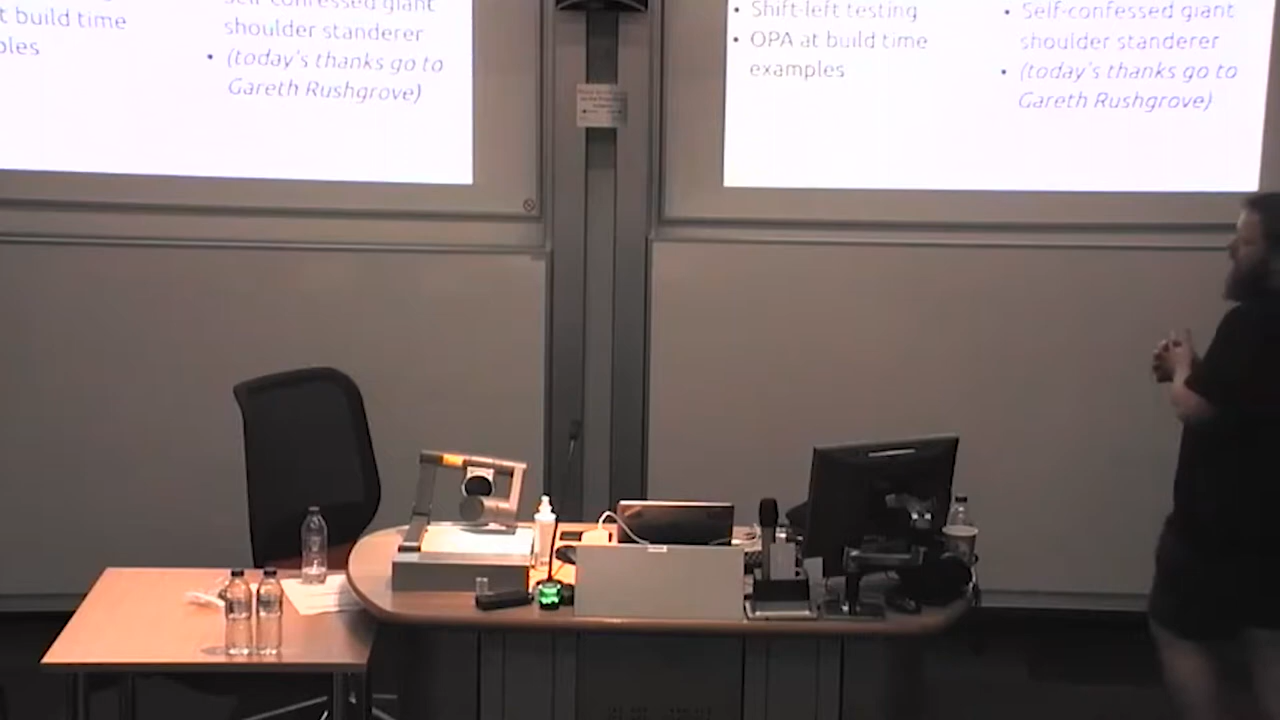 t build time
ples
Self-confessed giant
shoulder standerer
• (today's thanks go to
Gareth Rushgrove)
• Shift-left testing
• OPA at build time
examples
• Self-confessed giant
shoulder standerer
• (today's thanks go to
Gareth Rushgrove)